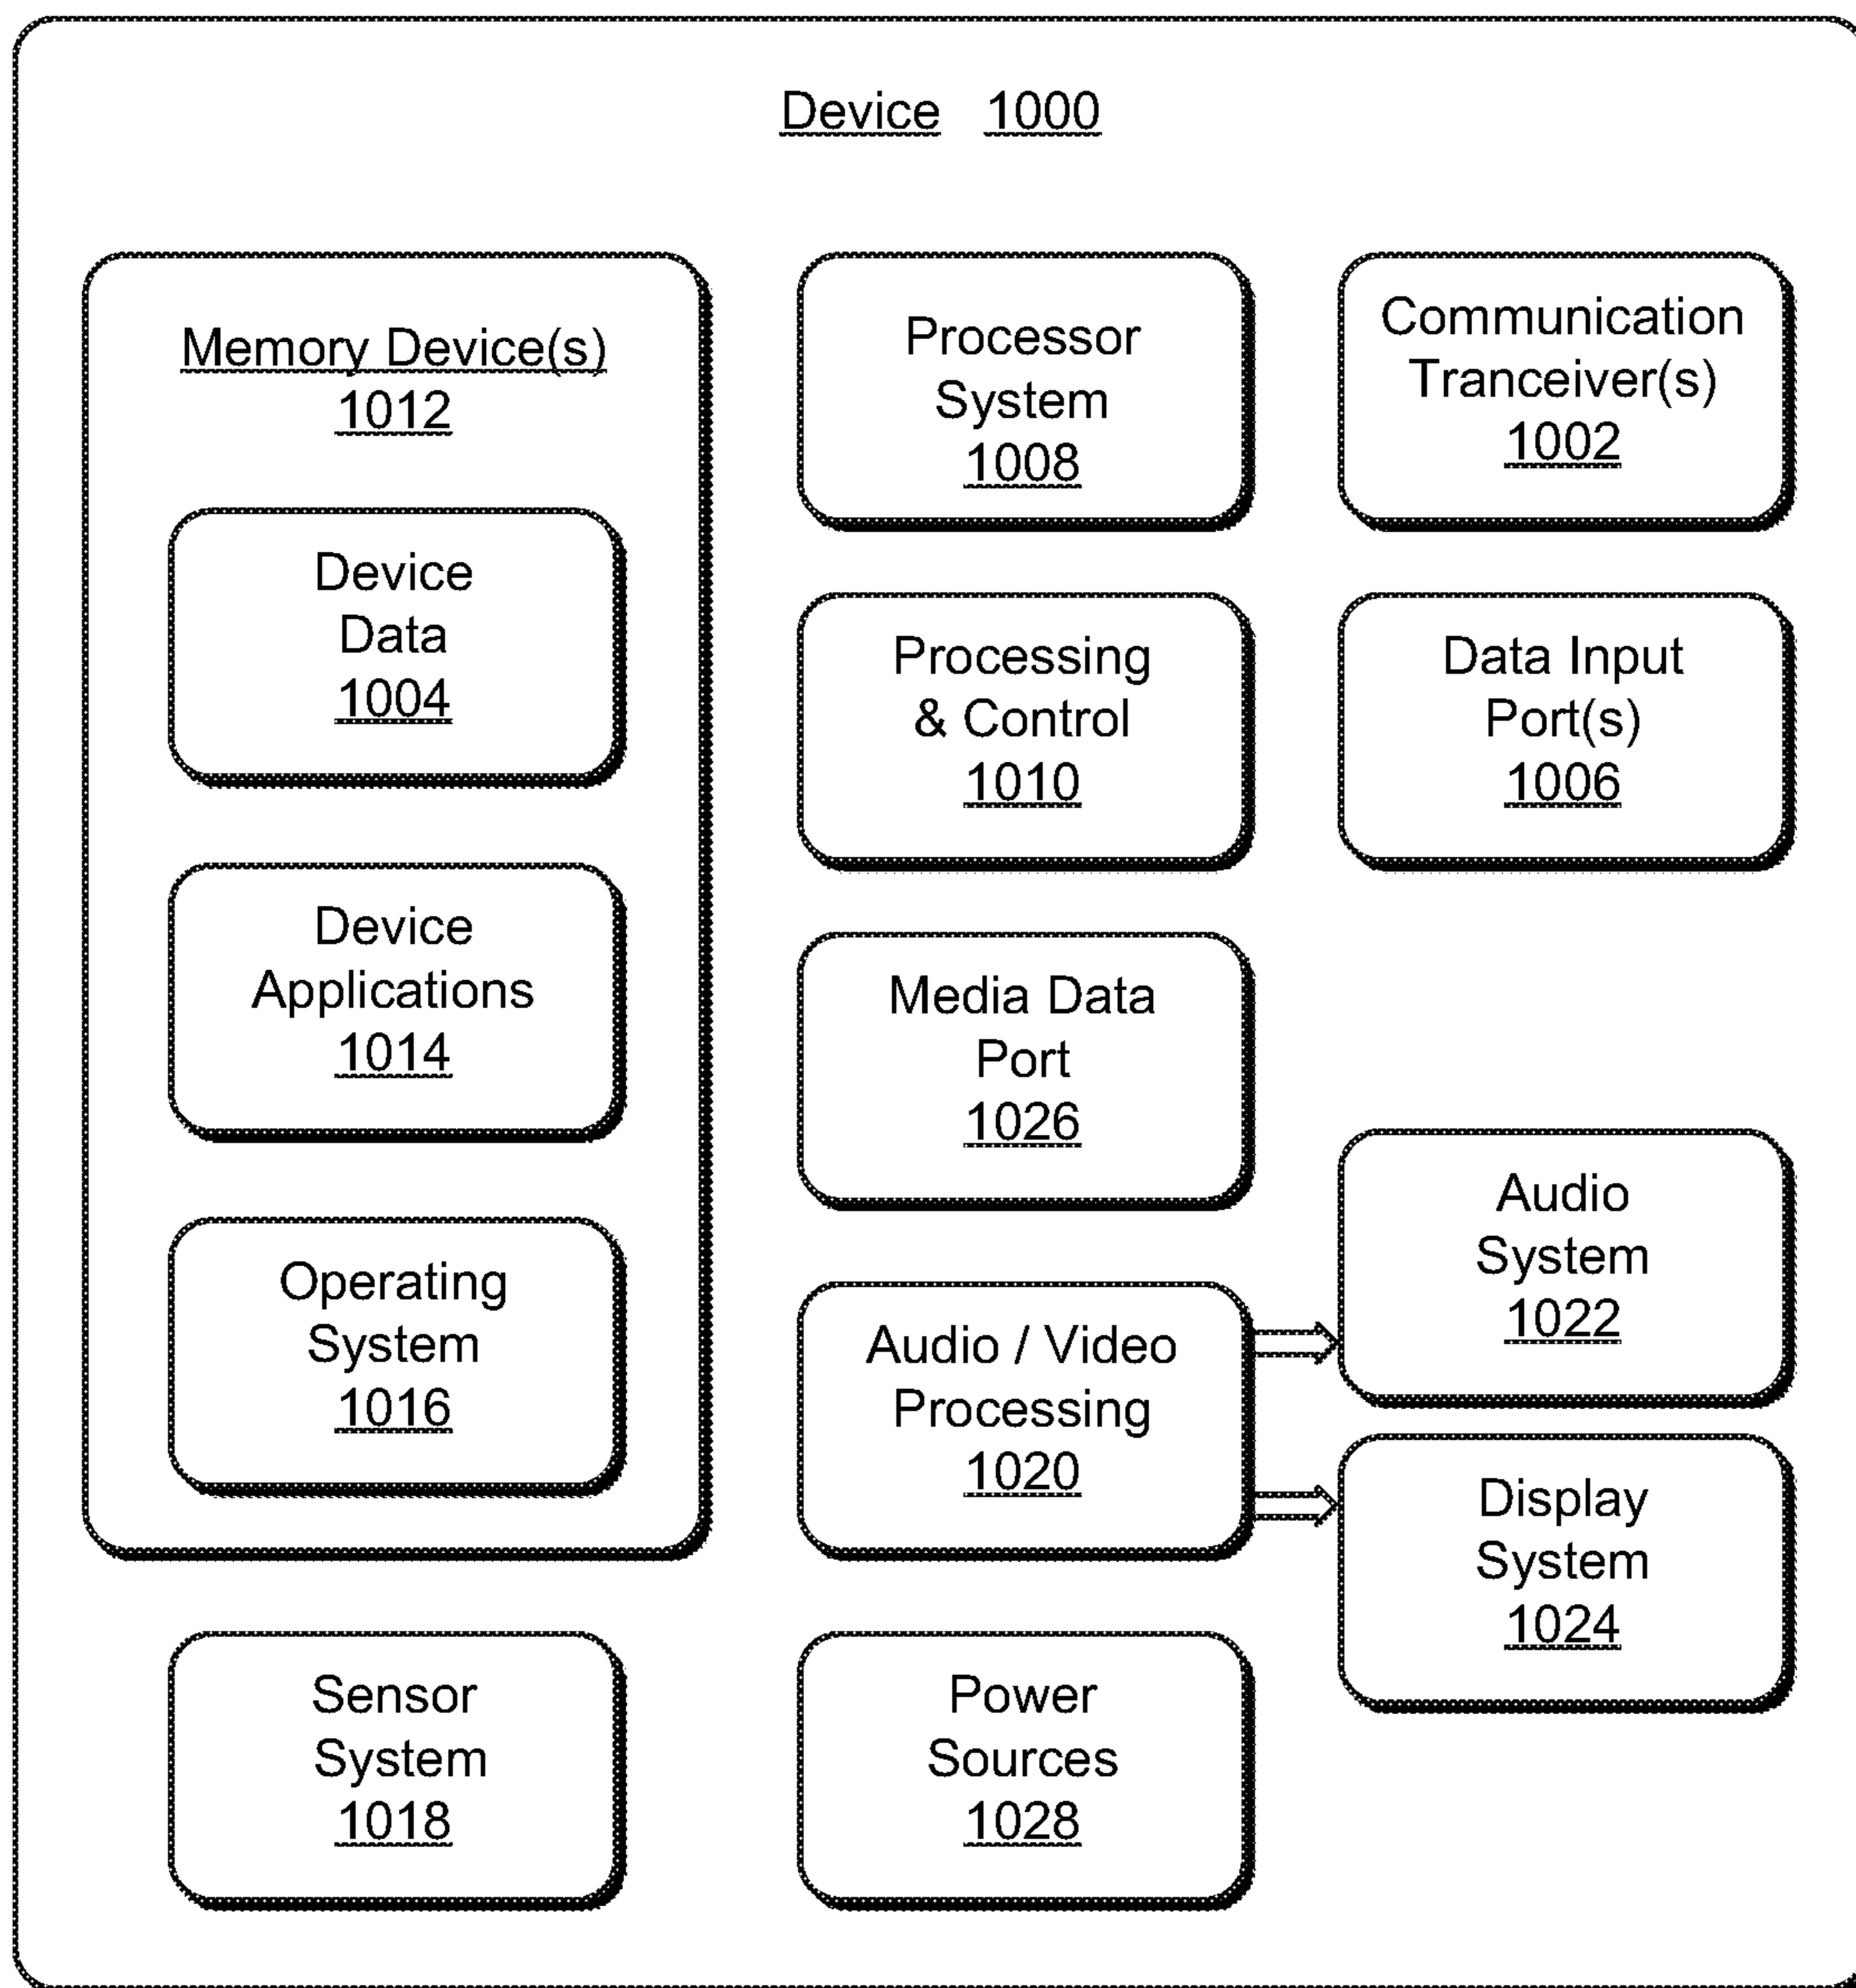 Device 1000
Memory Device(s)
1012
Device
Data
1004
Device
Applications
1014
Operating
System
1016
Sensor
System
1018
Processor
System
1008
Processing
& Control
1010
Media Data
Port
1026
Audio / Video
Processing
1020
Power
Sources
1028
Communication
Tranceiver(s)
1002
Data Input
Port(s)
1006
Audio
System
1022
Display
System
1024